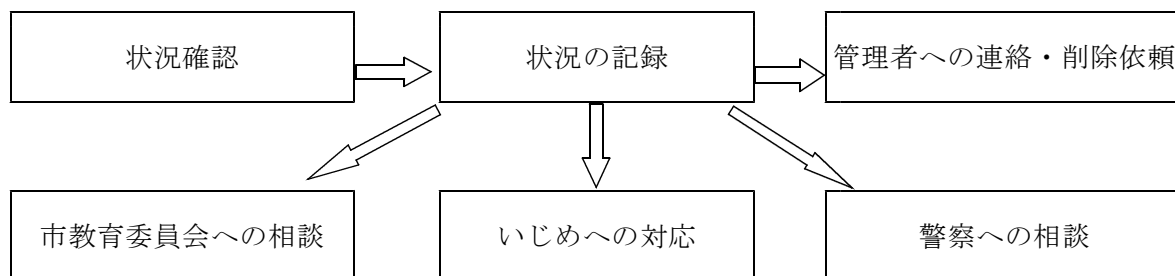 状況確認
状況の記録
管理者への連絡・削除依頼
市教育委員会への相談
いじめへの対応
警察への相談